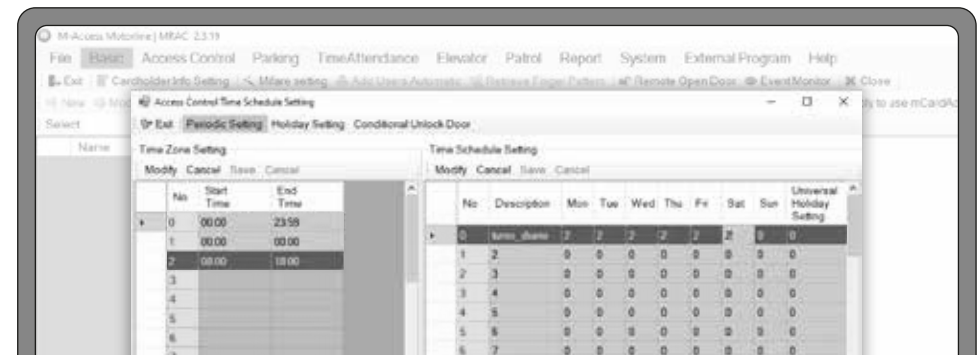 M-Access Motorline | MRAC 2.3.19
File Basic Access Control Parking TimeAttendance Elevator Patrol Report System External Program Help
Exit CardholderInfo Setting Mifare setting Add Users Automatic Retrieve Finger Pattern Remote Open Door Event Monitor Close
New
Access Control Time Schedule Setting
Select
Exit Periodic Setting Holiday Setting Conditional Unlock Door
Name
Time Zone Setting
Time Schedule Setting
Modify Cancel Save Cancel
Modify Cancel Save Cancel
No Start Time End Time
No Description Mon Tue Wed Thu Fri Sat Sun Universal Holiday Setting
0 00:00 23:59
0 turno_diario 2 2 2 2 2 2 0 0
1 00:00 00:00
1 2 0 0 0 0 0 0 0 0
2 08:00 18:00
2 3 0 0 0 0 0 0 0 0
3
3 4 0 0 0 0 0 0 0 0
4
4 5 0 0 0 0 0 0 0 0
5
5 6 0 0 0 0 0 0 0 0
6
6 7 0 0 0 0 0 0 0 0